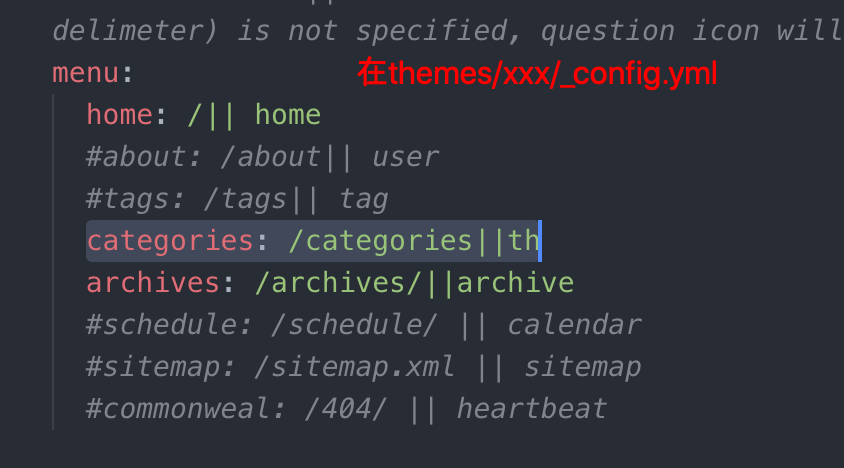 delimeter) is not specified, question icon will
menu:
在themes/xxx/_config.yml
home: /|| home
#about: /about|| user
#tags: /tags|| tag
categories: /categories||th
archives: /archives/||archive
#schedule: /schedule/ || calendar
#sitemap: /sitemap.xml || sitemap
#commonweal: /404/ || heartbeat